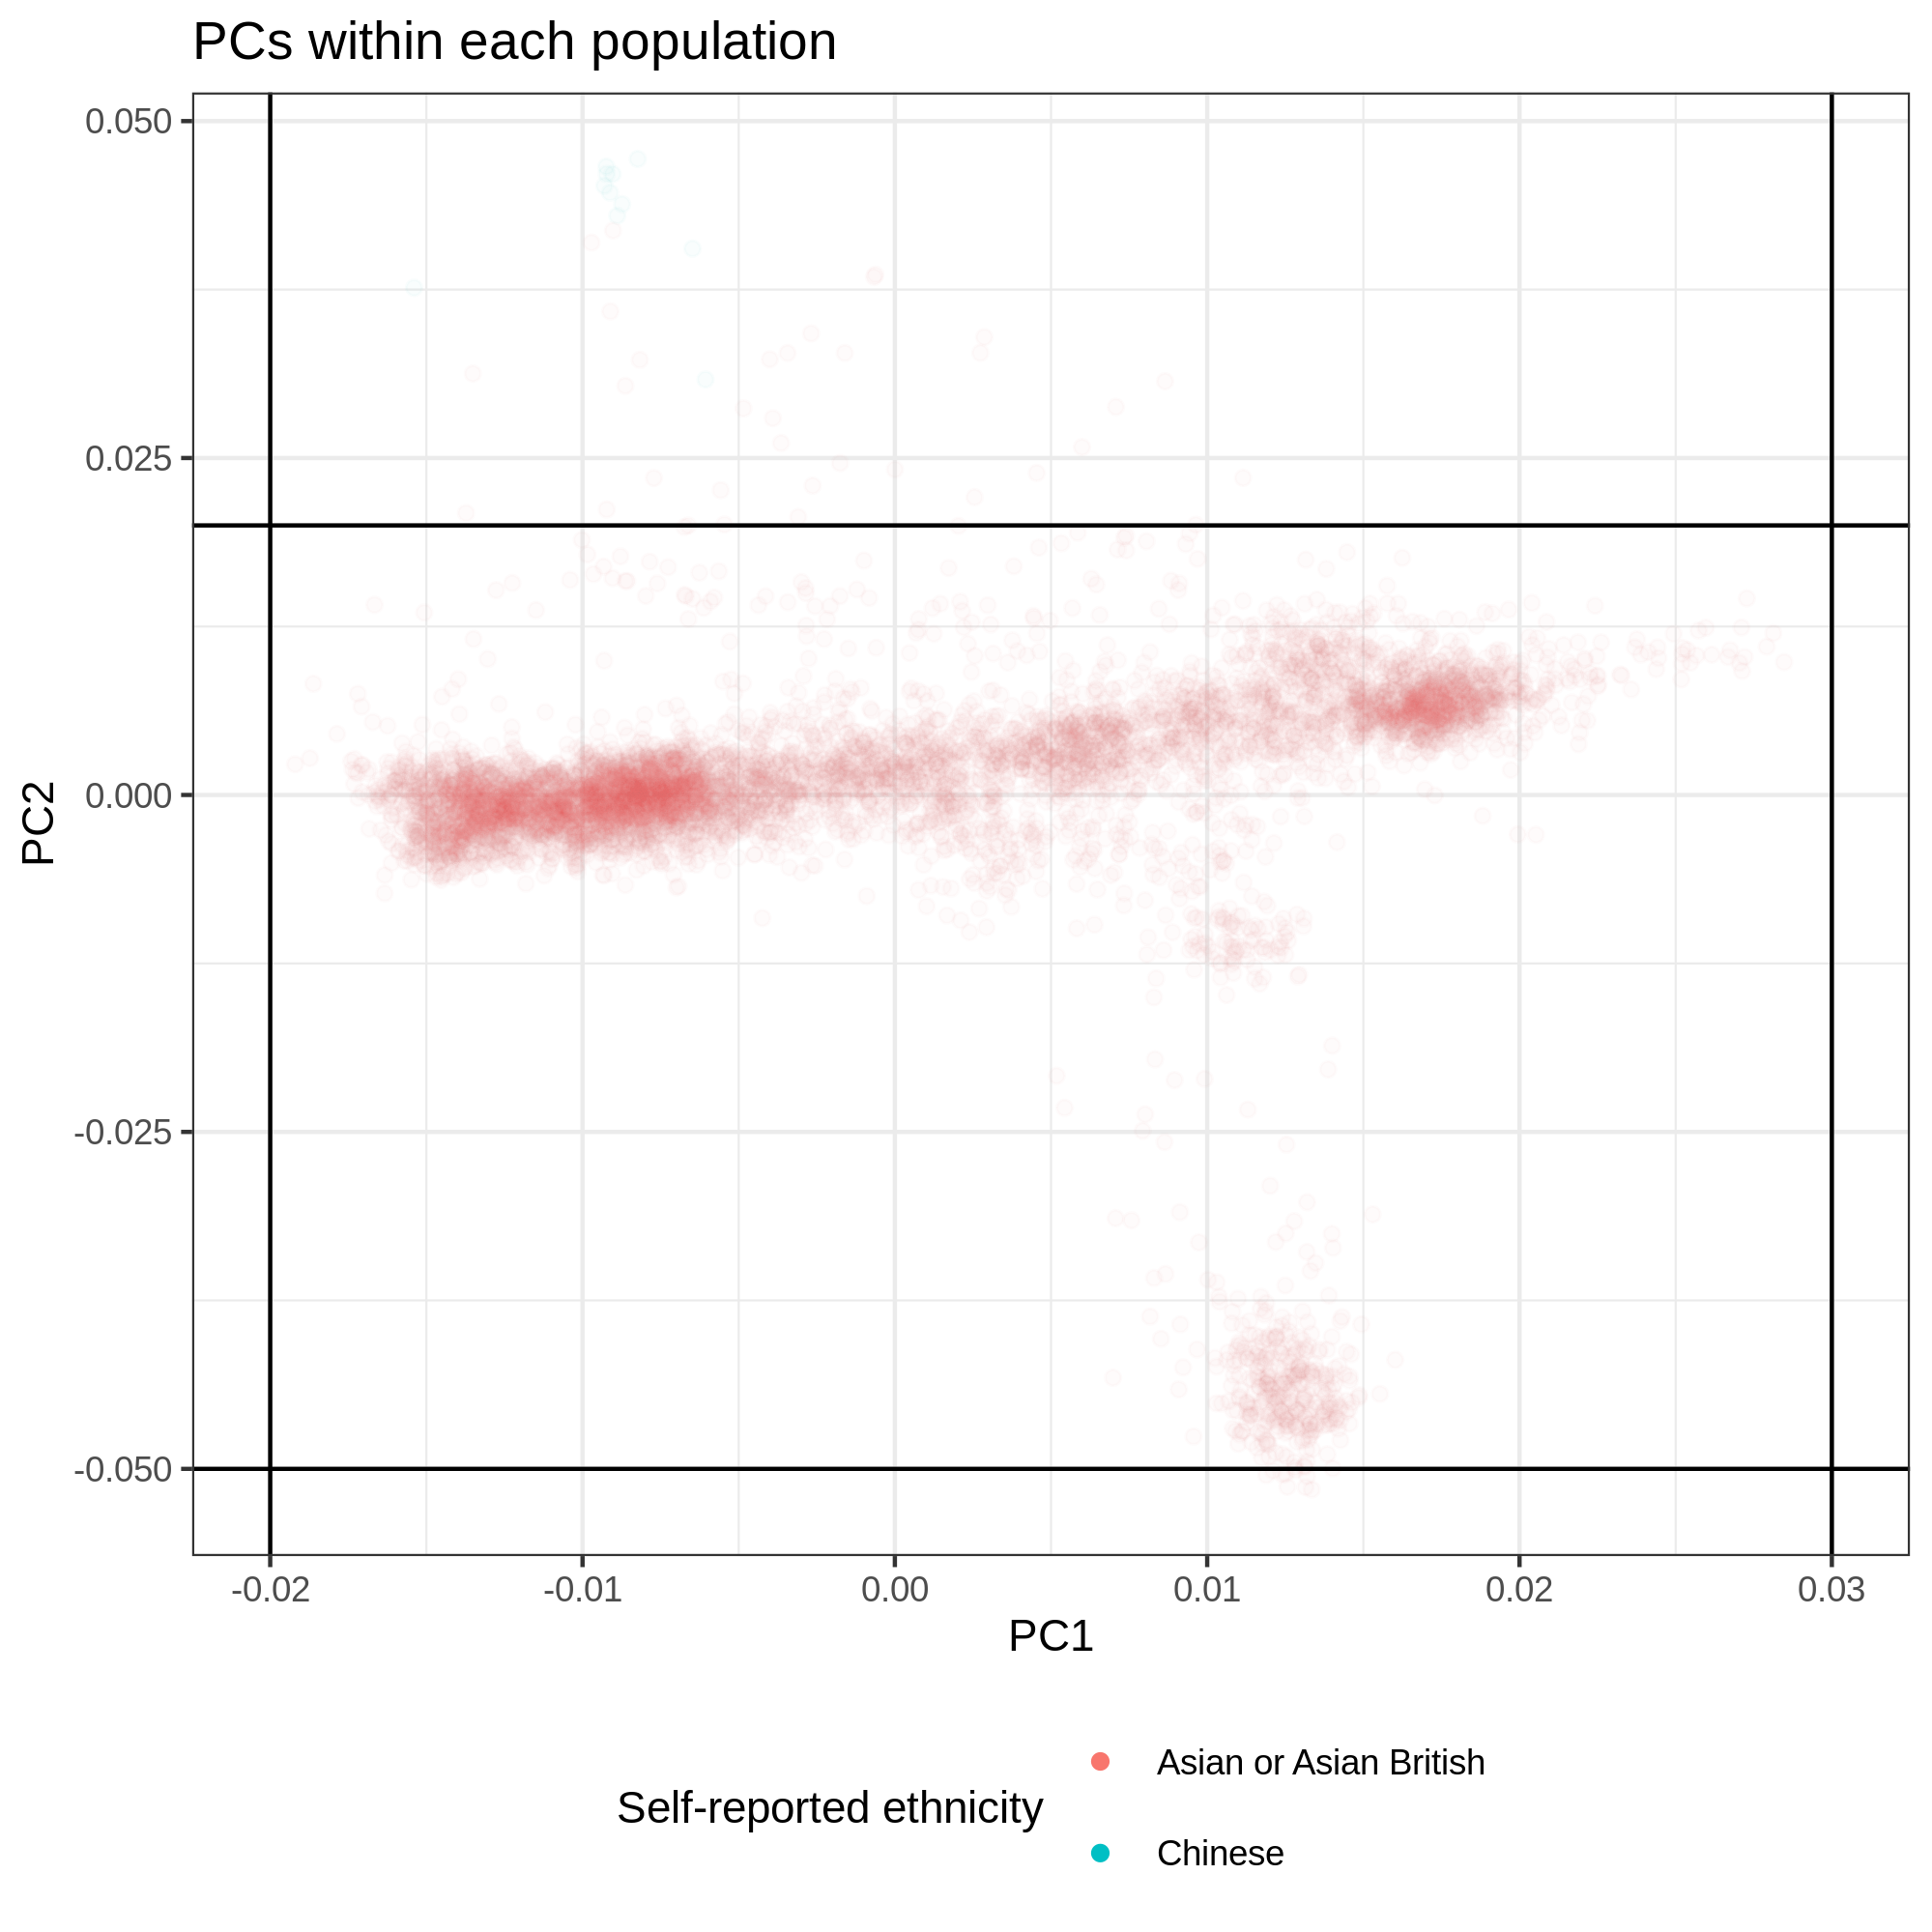 PCs within each population
0.050
0.025
0.000
-0.025
-0.050
PC2
-0.02 -0.01 0.00 0.01 0.02 0.03
PC1
Self-reported ethnicity
Asian or Asian British
Chinese